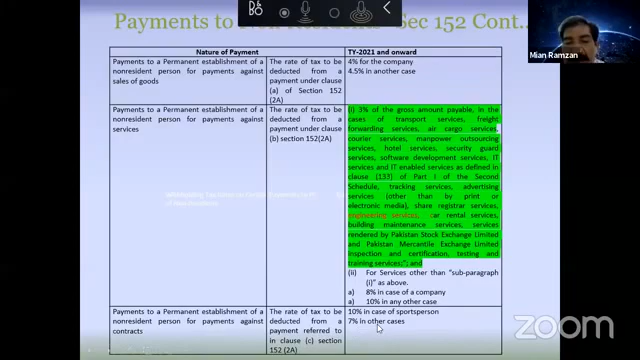 Payments to Non Residents Sec 152 Cont..
Mian Ramzan
Nature of Payment
TY-2021 and onward
Payments to a Permanent establishment of a
nonresident person for payments against
sales of goods
The rate of tax to be
deducted from a
payment under clause
(a) of Section 152
(2A)
4% for the company
4.5% in another case
Payments to a Permanent establishment of a
nonresident person for payments against
services
The rate of tax to be
deducted from a
payment under clause
(b) section 152(2A)
(i) 3% of the gross amount payable, in the
cases of transport services, freight
forwarding services, air cargo services,
courier services, manpower outsourcing
services, hotel services, security guard
services, software development services, IT
services and IT enabled services as defined in
clause (133) of Part I of the Second
Schedule, tracking services, advertising
services (other than by print or
electronic media), share registrar services,
engineering services, car rental services,
building maintenance services, services
rendered by Pakistan Stock Exchange Limited
and Pakistan Mercantile Exchange Limited
inspection and certification, testing and
training services;"; and
(ii) For Services other than "sub-paragraph
(i)" as above.
a) 8% in case of a company
a) 10% in any other case
Payments to a Permanent establishment of a
nonresident person for payments against
contracts
The rate of tax to be
deducted from a
payment referred to
in clause (c) section
152 (2A)
10% in case of sportsperson
7% in other cases
zoom